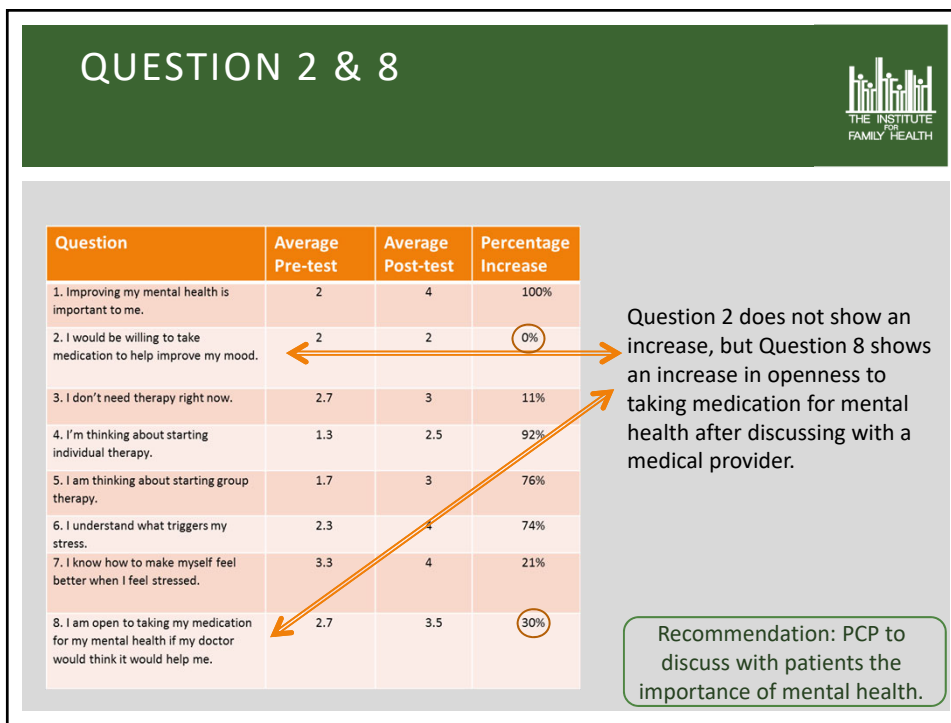 QUESTION 2 & 8
THE INSTITUTE
FOR
FAMILY HEALTH
Question
Average
Pre-test
Average
Post-test
Percentage
Increase
1. Improving my mental health is
important to me.
2
4
100%
2. I would be willing to take
medication to help improve my mood.
2
2
0%
3. I don't need therapy right now.
2.7
3
11%
4. I'm thinking about starting
individual therapy.
1.3
2.5
92%
5. I am thinking about starting group
therapy.
1.7
3
76%
6. I understand what triggers my
stress.
2.3
4
74%
7. I know how to make myself feel
better when I feel stressed.
3.3
4
21%
8. I am open to taking my medication
for my mental health if my doctor
would think it would help me.
2.7
3.5
30%
Question 2 does not show an
increase, but Question 8 shows
an increase in openness to
taking medication for mental
health after discussing with a
medical provider.
Recommendation: PCP to
discuss with patients the
importance of mental health.